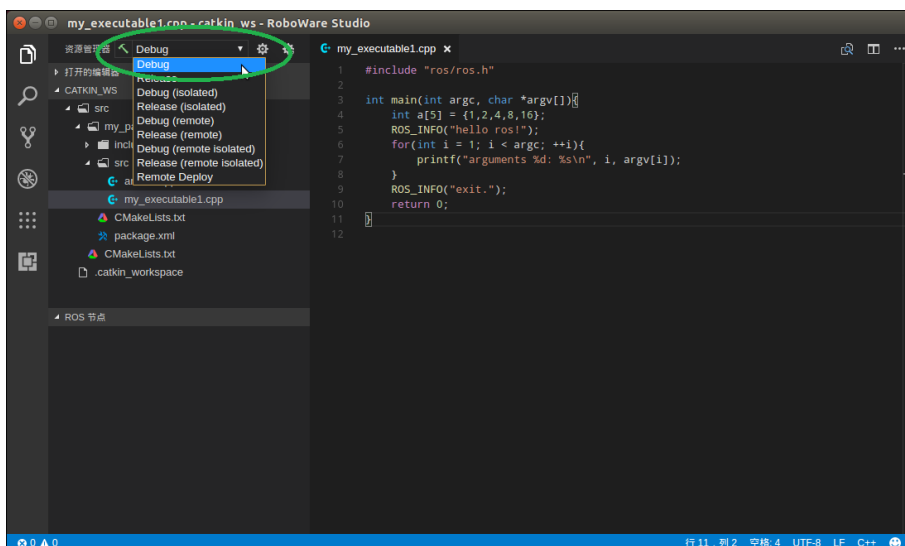 my_executable1.cpp - catkin_ws - RoboWare Studio
资源管理器 Debug
Debug
Release
Debug (isolated)
Release (isolated)
Debug (remote)
Release (remote)
Debug (remote isolated)
Release (remote isolated)
Remote Deploy
打开的编辑器
CATKIN_WS
src
src
my_executable1.cpp
CMakeLists.txt
package.xml
CMakeLists.txt
.catkin_workspace
ROS 节点
my_executable1.cpp ×
1 #include "ros/ros.h"
2
3 int main(int argc, char *argv[]){
4 int a[5] = {1,2,4,8,16};
5 ROS_INFO("hello ros!");
6 for(int i = 1; i < argc; ++i){
7 printf("arguments %d: %s\n", i, argv[i]);
8 }
9 ROS_INFO("exit.");
10 return 0;
11 }
12
0 0 行 11, 列 2 空格: 4 UTF-8 LF C++